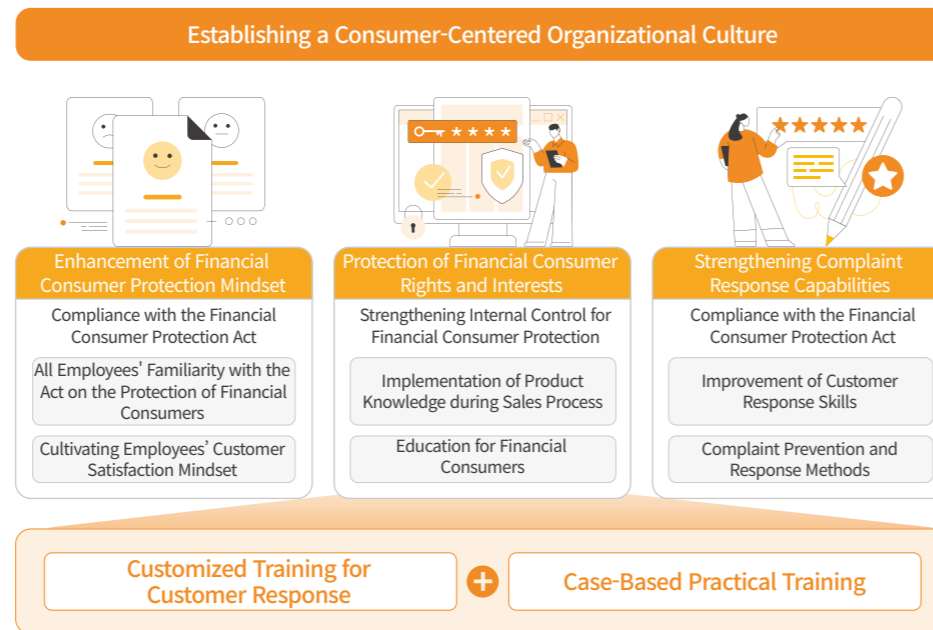 Establishing a Consumer-Centered Organizational Culture
Enhancement of Financial
Consumer Protection Mindset
Compliance with the Financial
Consumer Protection Act
All Employees' Familiarity with the
Act on the Protection of Financial
Consumers
Cultivating Employees’ Customer
Satisfaction Mindset
Protection of Financial Consumer
Rights and Interests
Strengthening Internal Control for
Financial Consumer Protection
Implementation of Product
Knowledge during Sales Process
Education for Financial
Consumers
Strengthening Complaint
Response Capabilities
Compliance with the Financial
Consumer Protection Act
Improvement of Customer
Response Skills
Complaint Prevention and
Response Methods
Customized Training for
Customer Response
Case-Based Practical Training